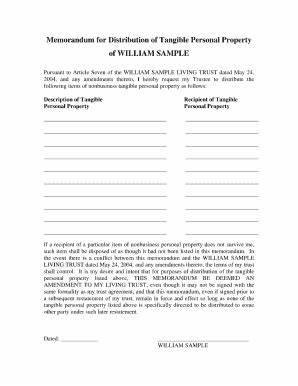 Memorandum for Distribution of Tangible Personal Property
of WILLIAM SAMPLE
Pursuant to Article Seven of the WILLIAM SAMPLE LIVING TRUST dated May 24,
2004, and any amendments thereto, I hereby request my Trustee to distribute the
following items of nonbusiness tangible personal property as follows:
Description of Tangible Recipient of Tangible
Personal Property Personal Property
If a recipient of a particular item of nonbusiness personal property does not survive me,
such item shall be disposed of as though it had not been listed in this memorandum. In
the event there is a conflict between this memorandum and the WILLIAM SAMPLE
LIVING TRUST dated May 24, 2004, and any amendments thereto, the terms of my trust
shall control. It is my desire and intent that for purposes of distribution of the tangible
personal property listed above, THIS MEMORANDUM BE DEEMED AN
AMENDMENT TO MY LIVING TRUST, even though it may not be signed with the
same formality as my trust agreement, and that this memorandum, even if signed prior to
a subsequent restatement of my trust, remain in force and effect so long as none of the
tangible personal property listed above is specifically directed to be distributed to some
other party under such later restatement.
Dated:
WILLIAM SAMPLE